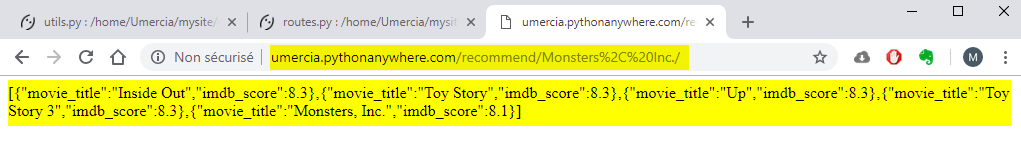 utils.py : /home/Umercia/mysite/
routes.py : /home/Umercia/mysit
umercia.pythonanywhere.com/re
Non sécurisé
umercia.pythonanywhere.com/recommend/Monsters%2C%20Inc./
M
[{"movie_title":"Inside Out","imdb_score":8.3},{"movie_title":"Toy Story","imdb_score":8.3},{"movie_title":"Up","imdb_score":8.3},{"movie_title":"Toy
Story 3","imdb_score":8.3},{"movie_title":"Monsters, Inc.","imdb_score":8.1}]